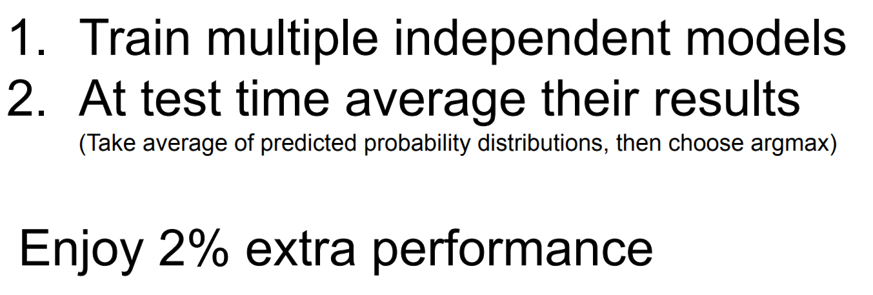 1. Train multiple independent models
2. At test time average their results
(Take average of predicted probability distributions, then choose argmax)
Enjoy 2% extra performance